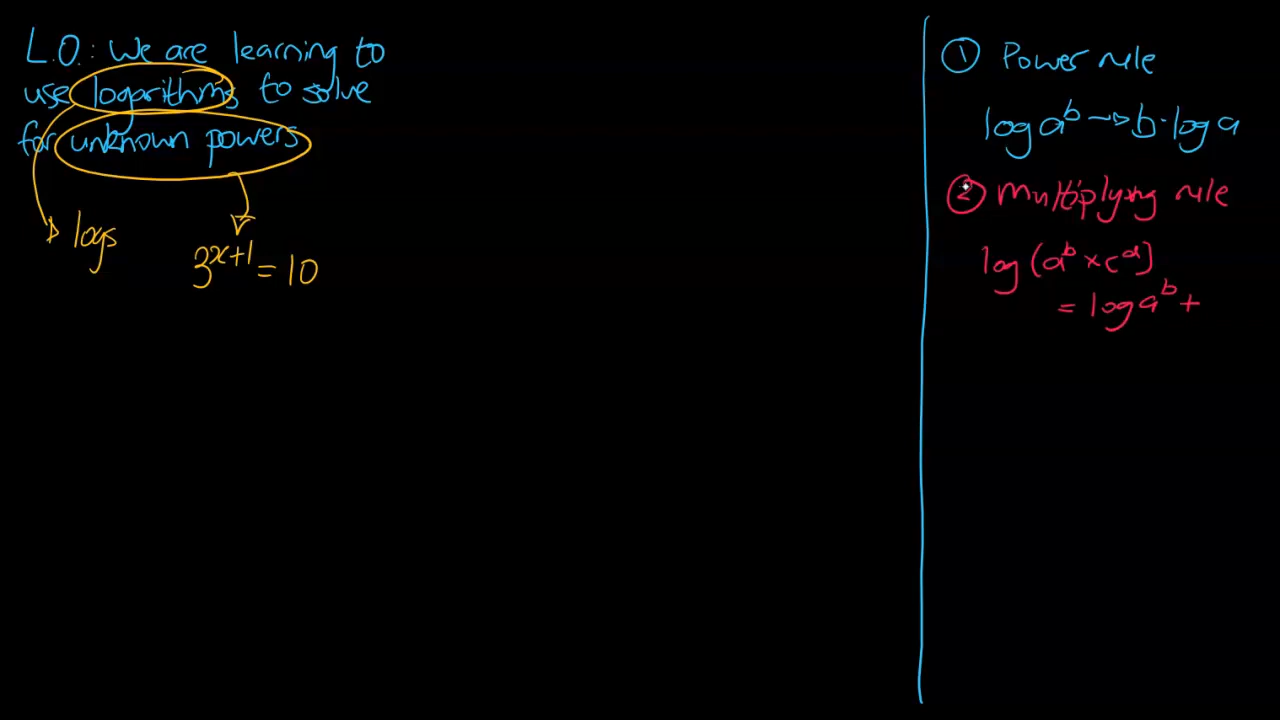 L.O.: We are learning to
use logarithms to solve
for unknown powers
logs
3^{x+1} = 10
① Power rule
log a^b → b·log a
② Multiplying rule
log (a^b × c^d)
= log a^b +